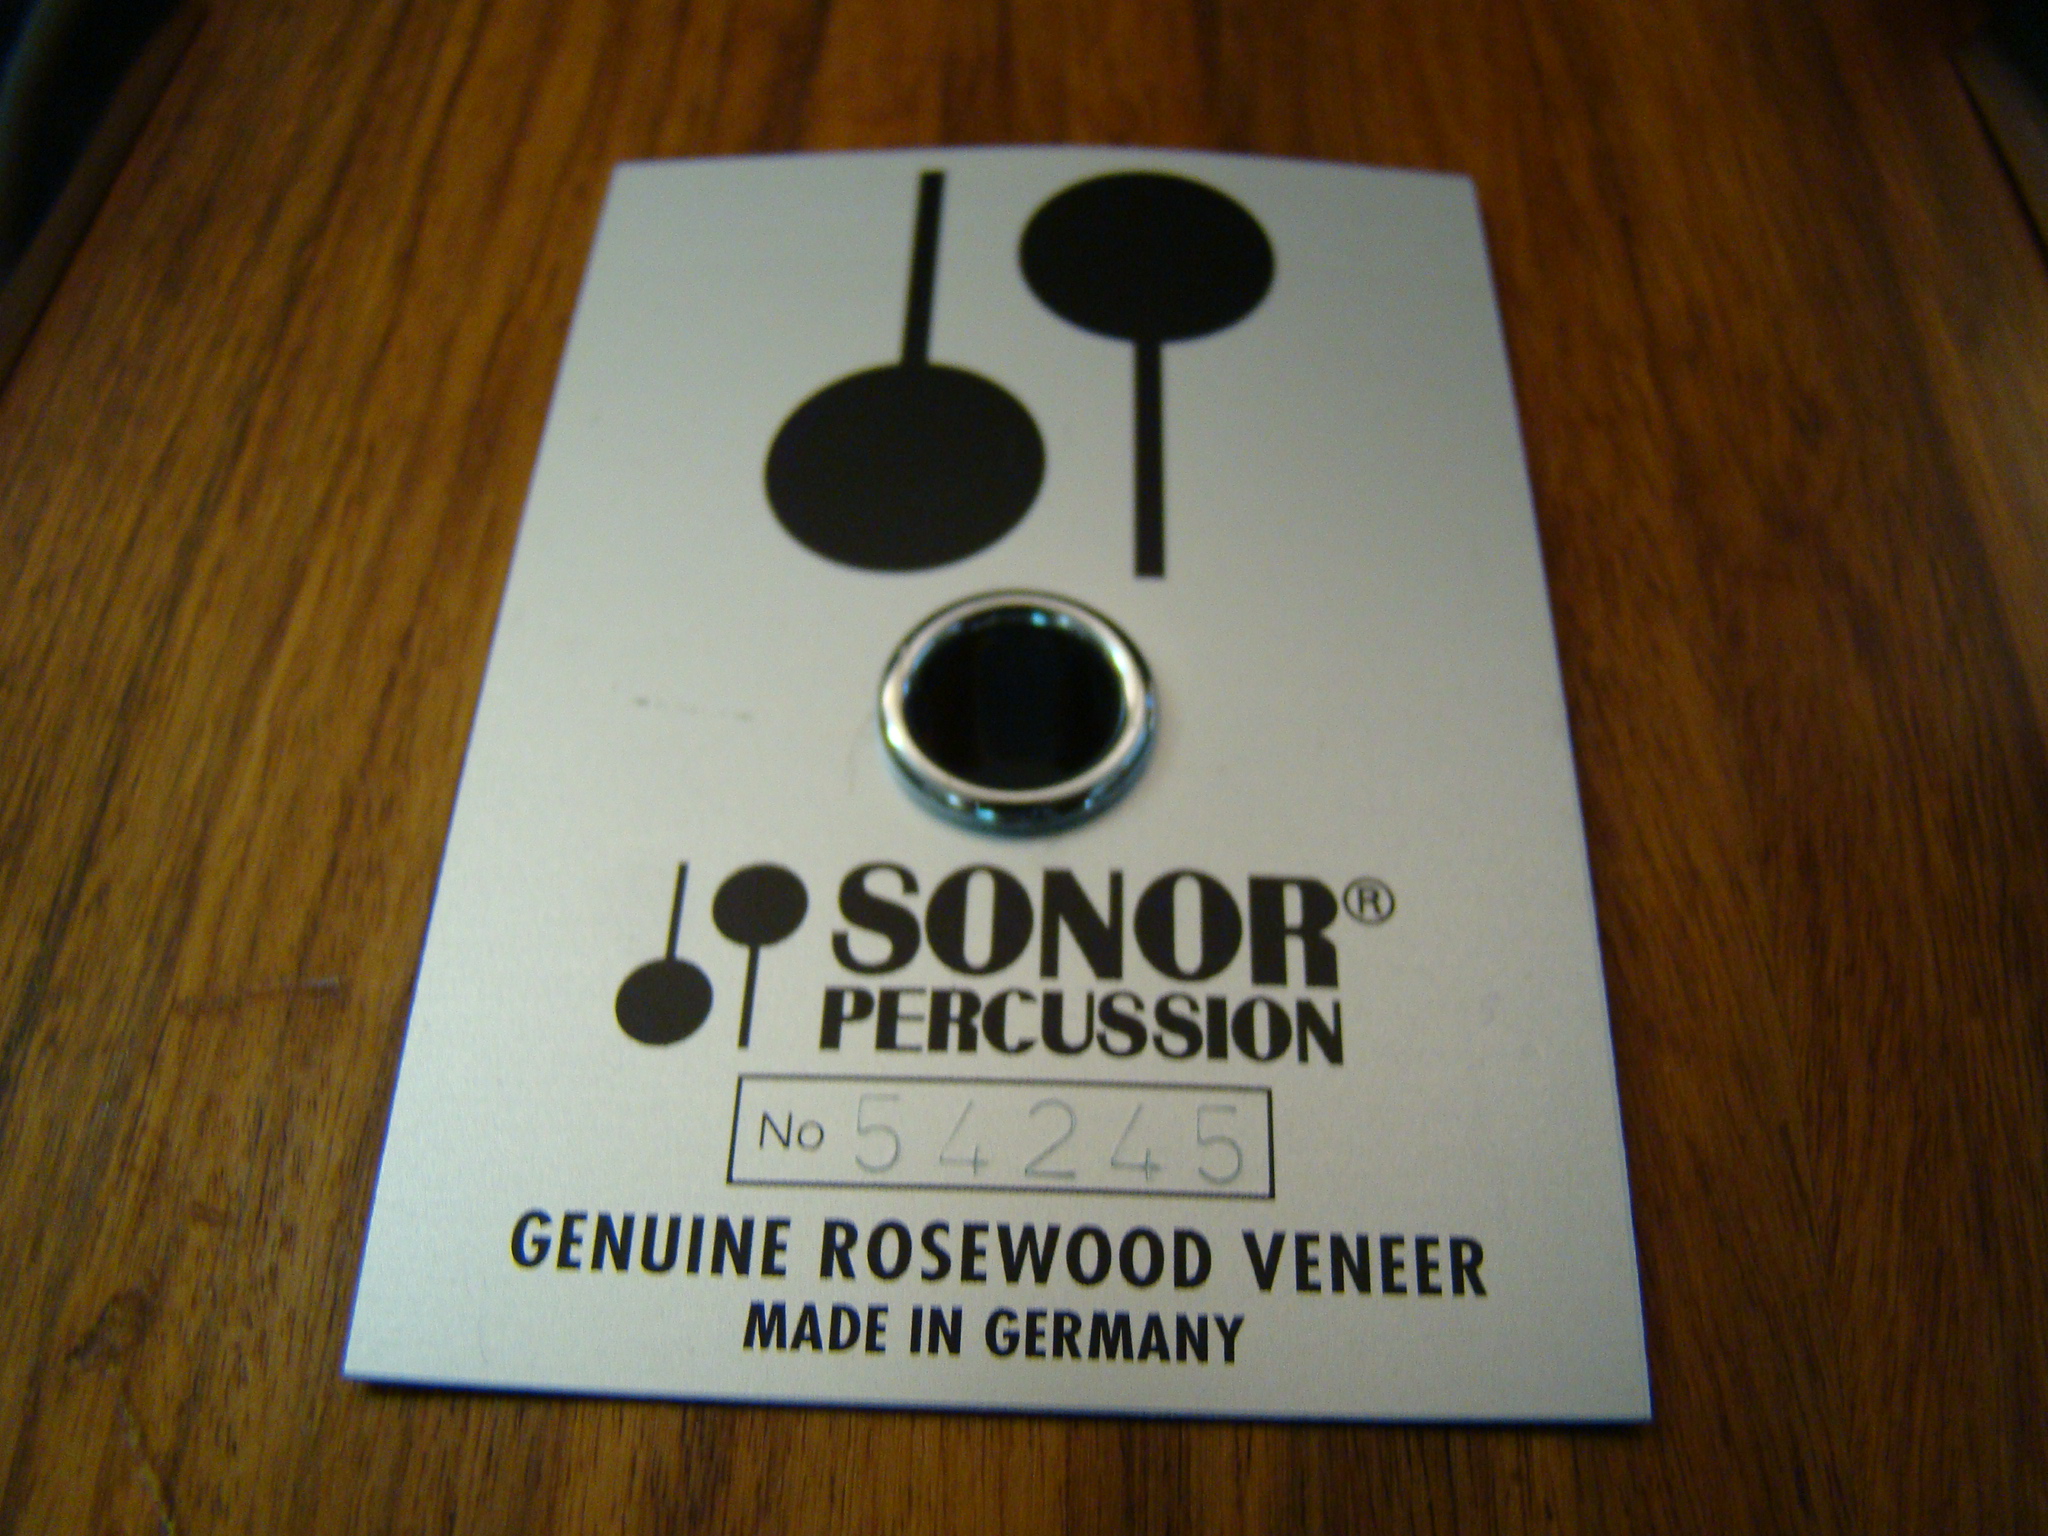 SONOR®
PERCUSSION
No 54245
GENUINE ROSEWOOD VENEER
MADE IN GERMANY